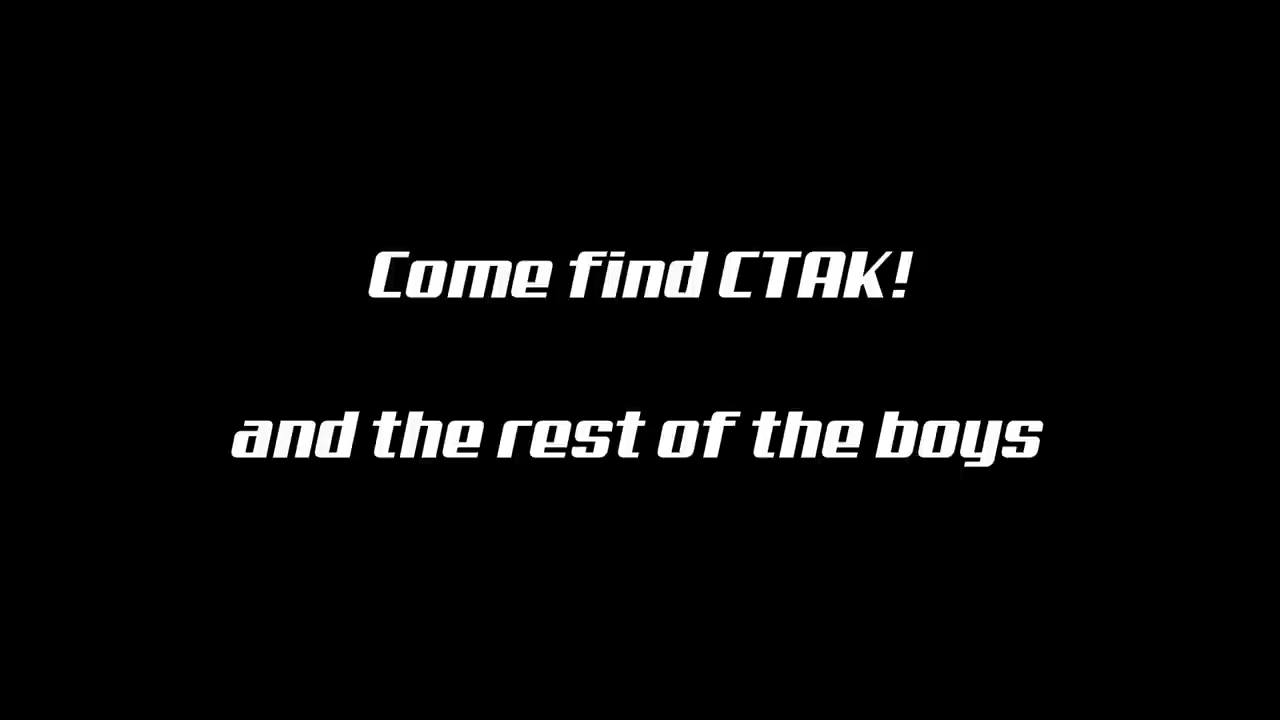 Come find CTAK!
and the rest of the boys